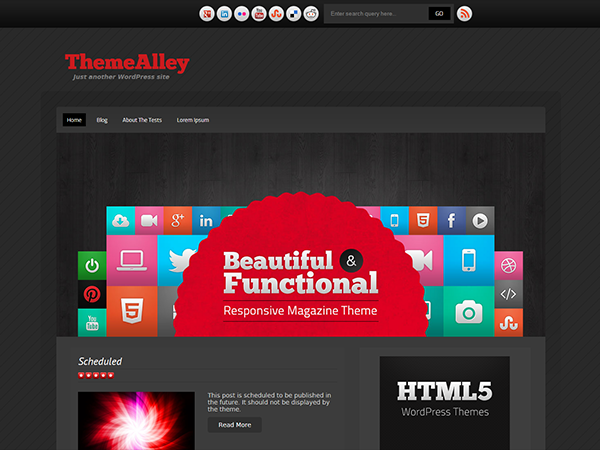 Enter search query here...
GO
ThemeAlley
Just another WordPress site
Home
Blog
About The Tests
Lorem Ipsum
Beautiful &
Functional
Responsive Magazine Theme
You
Tube
Scheduled
This post is scheduled to be published
in the future. It should not be displayed by
the theme.
Read More
HTML5
WordPress Themes